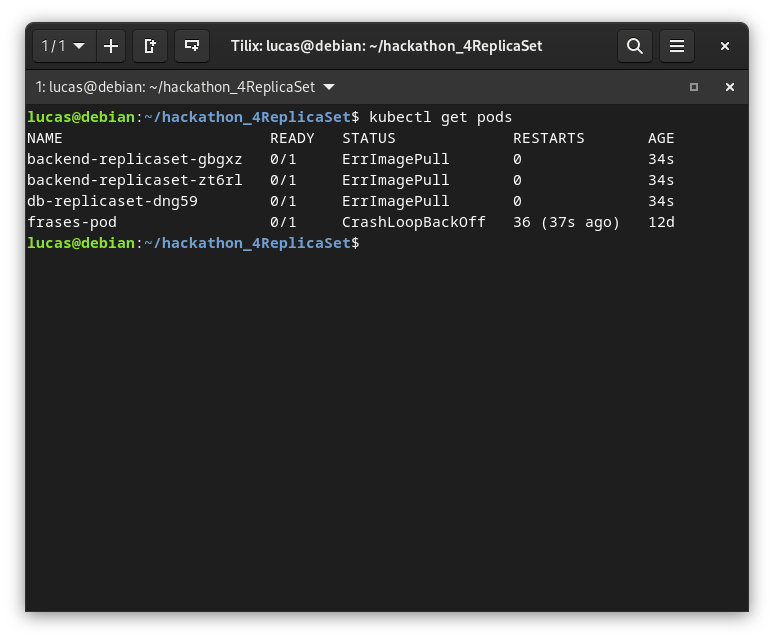 1/1
Tilix: lucas@debian: ~/hackathon_4ReplicaSet
1: lucas@debian: ~/hackathon_4ReplicaSet
lucas@debian:~/hackathon_4ReplicaSet$ kubectl get pods
NAME READY STATUS RESTARTS AGE
backend-replicaset-gbgxz 0/1 ErrImagePull 0 34s
backend-replicaset-zt6rl 0/1 ErrImagePull 0 34s
db-replicaset-dng59 0/1 ErrImagePull 0 34s
frases-pod 0/1 CrashLoopBackOff 36 (37s ago) 12d
lucas@debian:~/hackathon_4ReplicaSet$